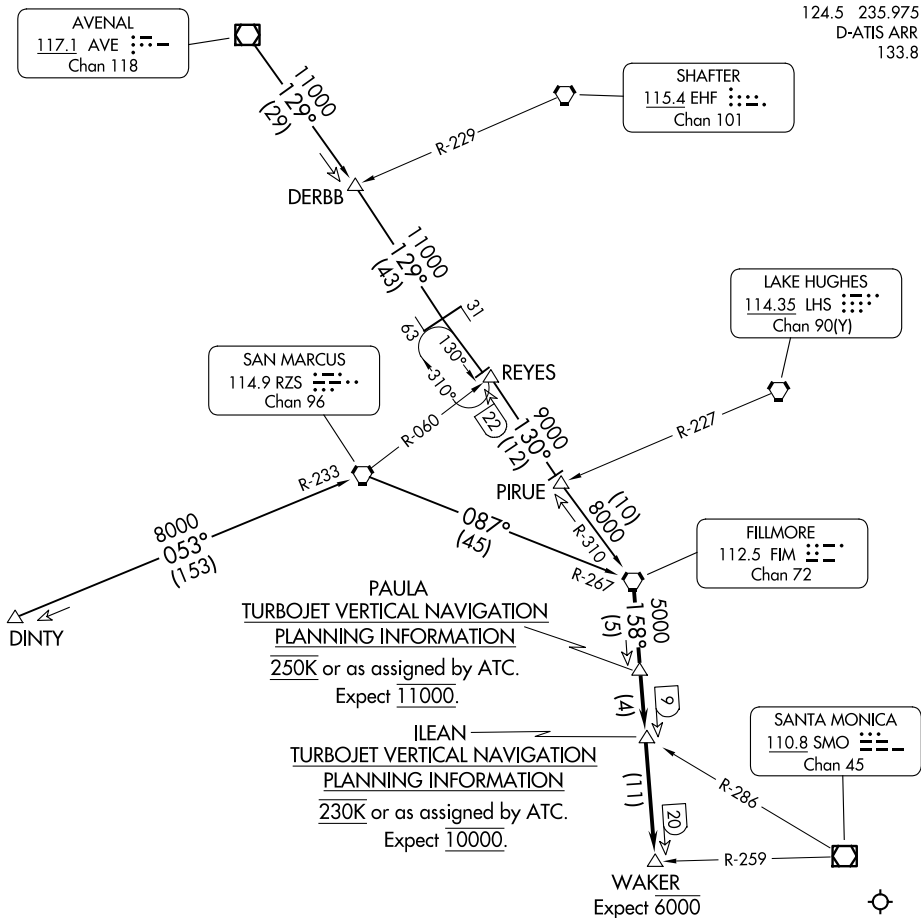 124.5 235.975
D-ATIS ARR
133.8
AVENAL
117.1 AVE
Chan 118
SHAFTER
115.4 EHF
Chan 101
11000
129°
(29)
R-229
DERBB
11000
129°
(43)
LAKE HUGHES
114.35 LHS
Chan 90(Y)
31
63
130°
310°
REYES
SAN MARCUS
114.9 RZS
Chan 96
22
9000
130°
(12)
R-060
R-227
R-233
PIRUE
(10)
8000
R-310
8000
053°
(153)
087°
(45)
R-267
FILLMORE
112.5 FIM
Chan 72
DINTY
5000
158°
(5)
PAULA
TURBOJET VERTICAL NAVIGATION
PLANNING INFORMATION
250K or as assigned by ATC.
Expect 11000.
(4)
9
ILEAN
TURBOJET VERTICAL NAVIGATION
PLANNING INFORMATION
230K or as assigned by ATC.
Expect 10000.
SANTA MONICA
110.8 SMO
Chan 45
R-286
(11)
20
R-259
WAKER
Expect 6000